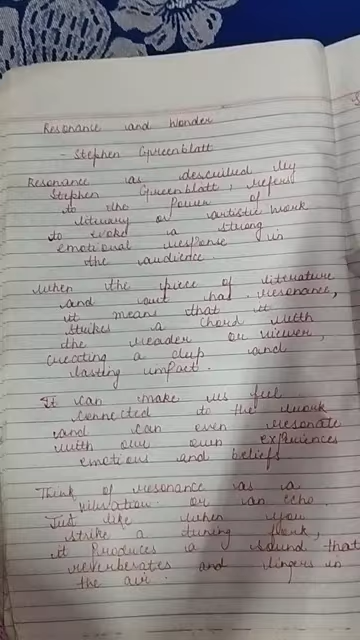 Resonance and Wonder
- Stephen Greenblatt
Resonance as described by
Stephen Greenblatt, refers
to the Power of
literary or artistic work
to evoke a strong
emotional response in
the audience.
When the piece of literature
and art has resonance,
it means that it
strikes a chord with
the reader or viewer,
creating a deep and
lasting impact.
It can make us feel
connected to the work
and can even resonate
with our own experiences
emotions and beliefs
Think of resonance as a
vibration or an echo.
Just like when you
strike a tuning fork,
it Produces a sound that
reverberates and lingers in
the air.